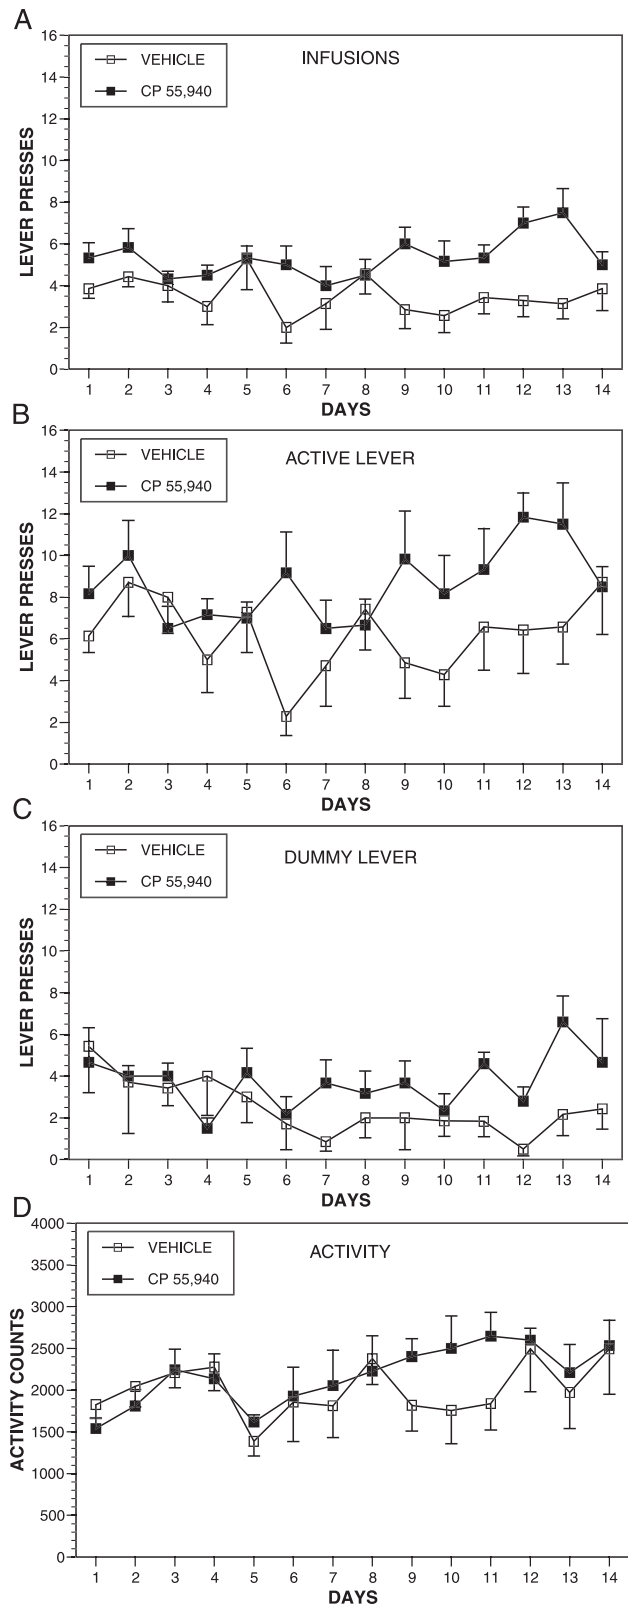 A
INFUSIONS
VEHICLE
CP 55,940
LEVER PRESSES
16
14
12
10
8
6
4
2
0
1 2 3 4 5 6 7 8 9 10 11 12 13 14
DAYS
B
ACTIVE LEVER
VEHICLE
CP 55,940
LEVER PRESSES
16
14
12
10
8
6
4
2
0
1 2 3 4 5 6 7 8 9 10 11 12 13 14
DAYS
C
DUMMY LEVER
VEHICLE
CP 55,940
LEVER PRESSES
16
14
12
10
8
6
4
2
0
1 2 3 4 5 6 7 8 9 10 11 12 13 14
DAYS
D
ACTIVITY
VEHICLE
CP 55,940
ACTIVITY COUNTS
4000
3500
3000
2500
2000
1500
1000
500
0
1 2 3 4 5 6 7 8 9 10 11 12 13 14
DAYS